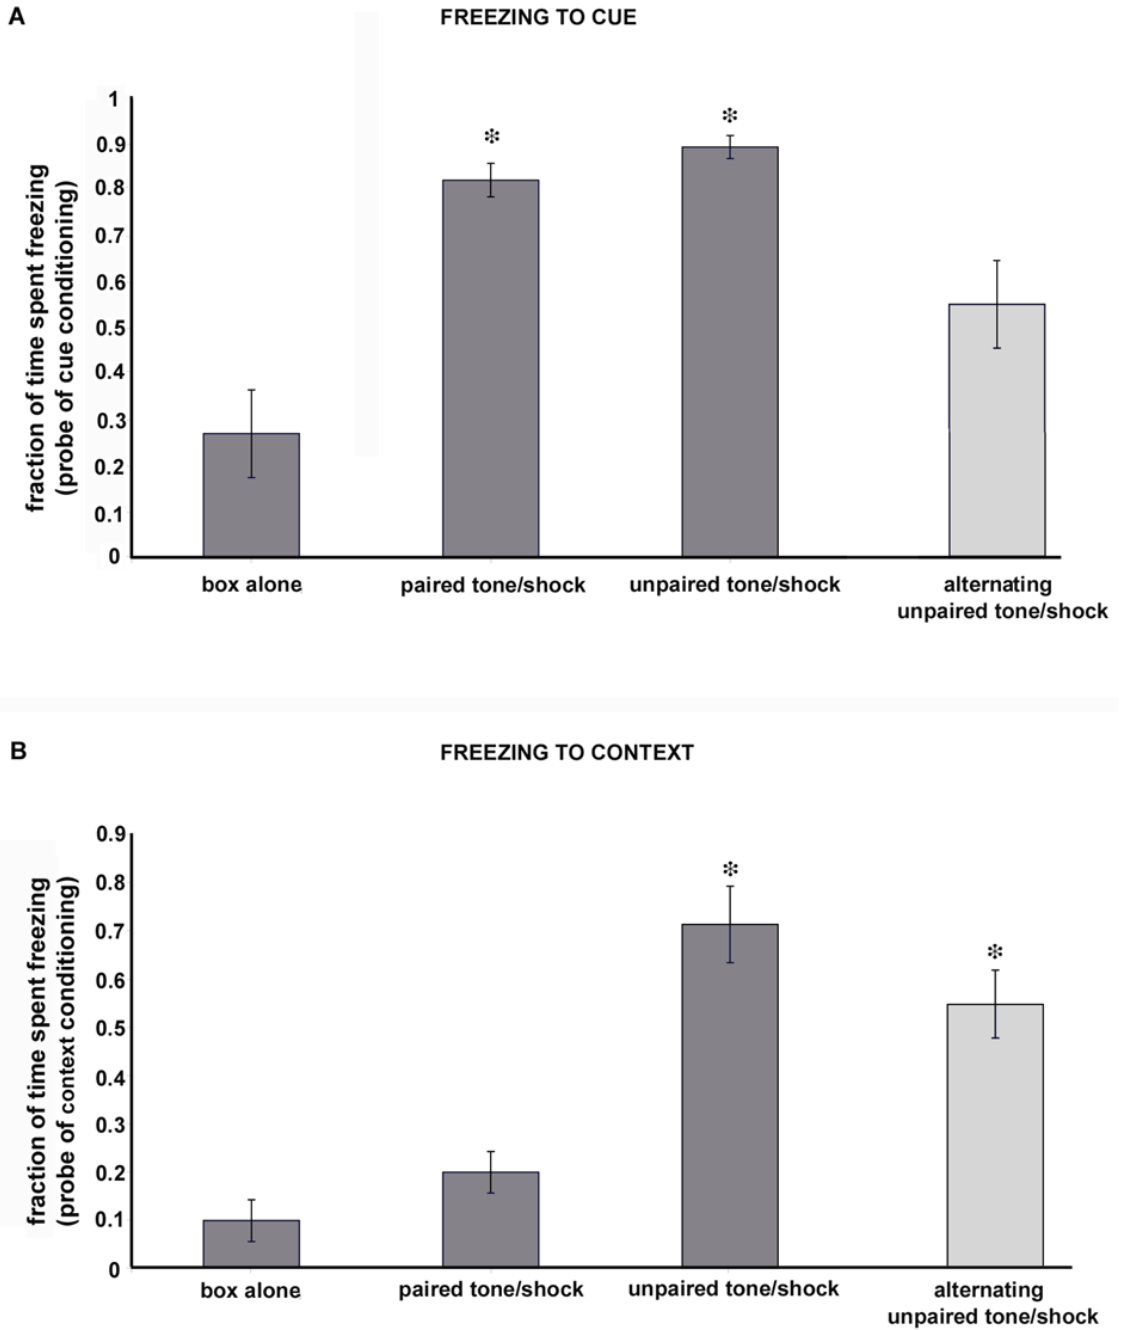 A
FREEZING TO CUE
1
0.9
0.8
0.7
0.6
0.5
0.4
0.3
0.2
0.1
0
fraction of time spent freezing
(probe of cue conditioning)
*
*
box alone
paired tone/shock
unpaired tone/shock
alternating
unpaired tone/shock
B
FREEZING TO CONTEXT
0.9
0.8
0.7
0.6
0.5
0.4
0.3
0.2
0.1
0
fraction of time spent freezing
(probe of context conditioning)
*
*
box alone
paired tone/shock
unpaired tone/shock
alternating
unpaired tone/shock